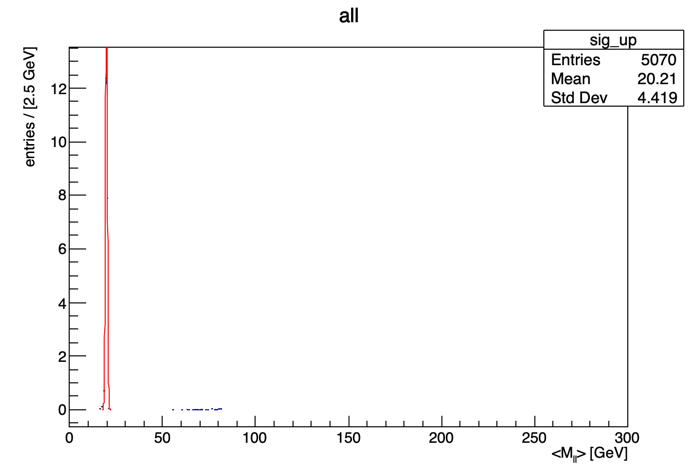 all
sig_up
Entries 5070
Mean 20.21
Std Dev 4.419
entries / [2.5 GeV]
12
10
8
6
4
2
0
0 50 100 150 200 250 300
<M_ll> [GeV]